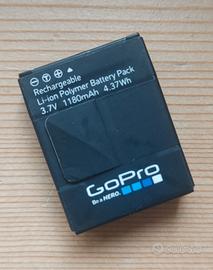 Rechargeable
Li-ion Polymer Battery Pack
3.7V 1180mAh 4.37Wh
GoPro
Be a HERO.